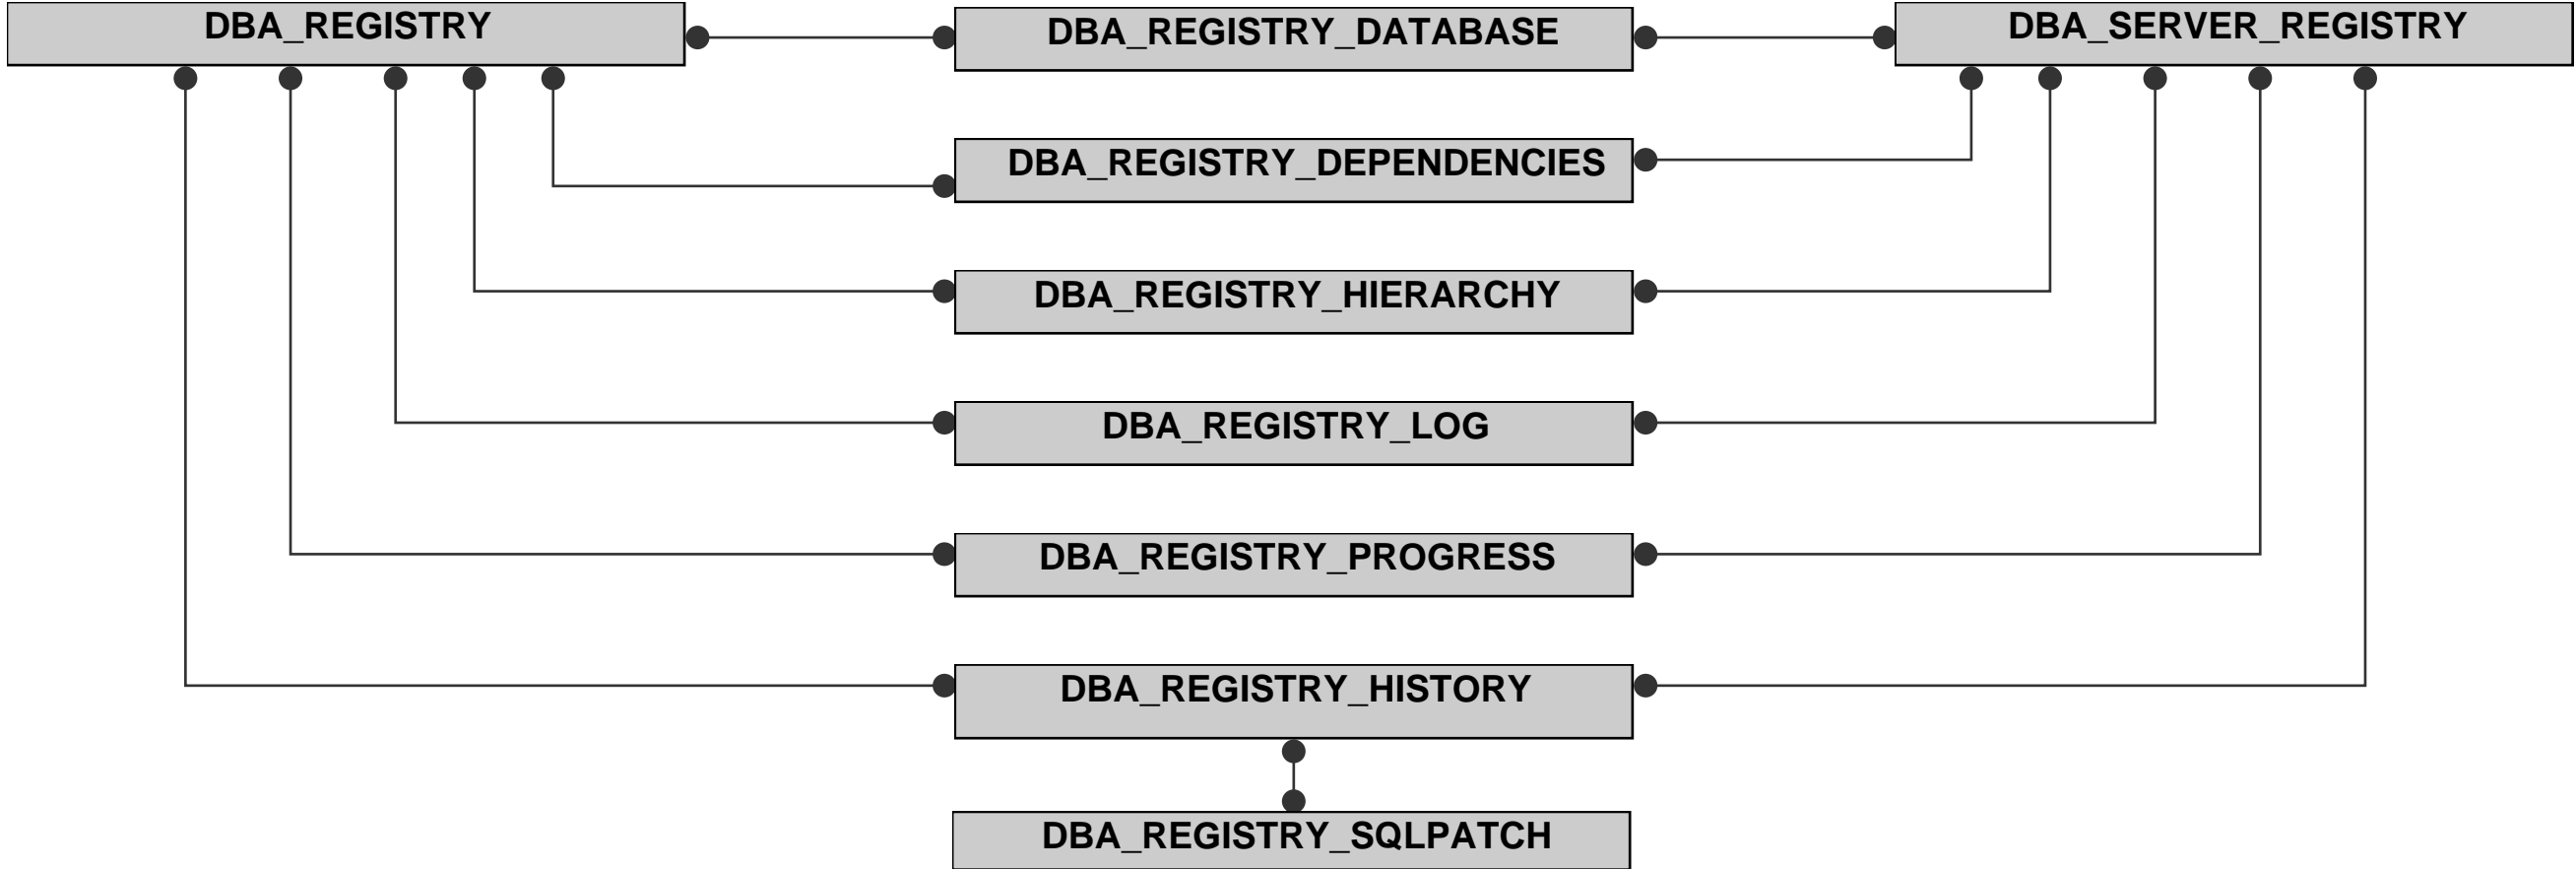 DBA_REGISTRY
DBA_REGISTRY_DATABASE
DBA_SERVER_REGISTRY
DBA_REGISTRY_DEPENDENCIES
DBA_REGISTRY_HIERARCHY
DBA_REGISTRY_LOG
DBA_REGISTRY_PROGRESS
DBA_REGISTRY_HISTORY
DBA_REGISTRY_SQLPATCH